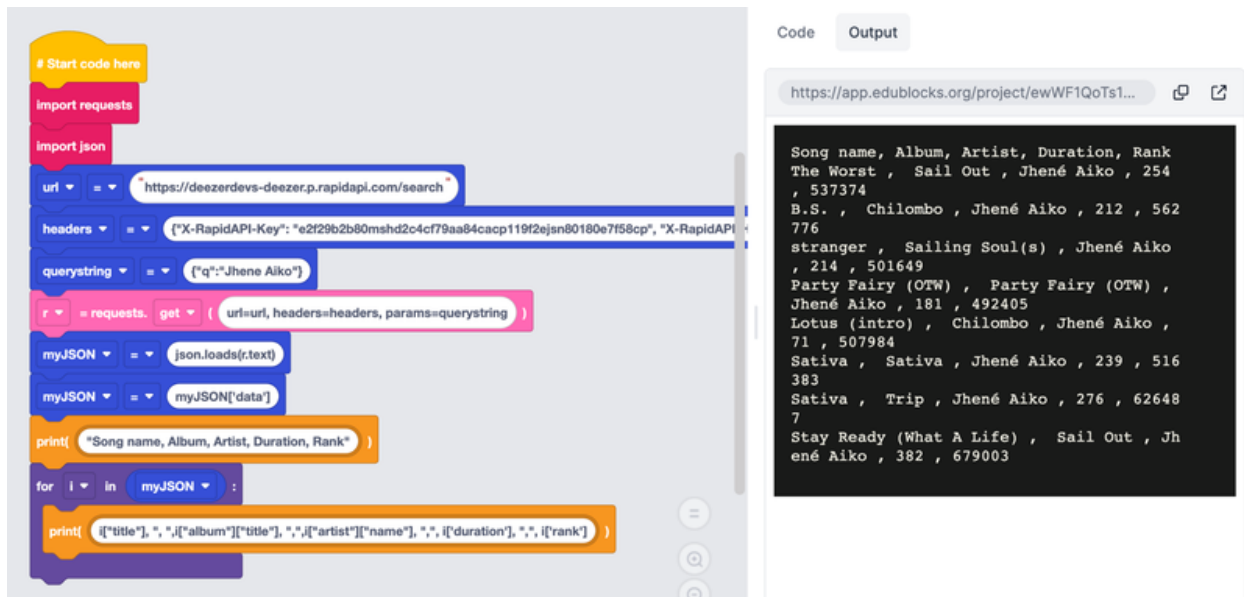 # Start code here
import requests
import json
url = "https://deezerdevs-deezer.p.rapidapi.com/search"
headers = {"X-RapidAPI-Key": "e2f29b2b80mshd2c4cf79aa84cacp119f2ejsn80180e7f58cp", "X-RapidAPI
querystring = {"q":"Jhene Aiko"}
r = requests. get ( url=url, headers=headers, params=querystring )
myJSON = json.loads(r.text)
myJSON = myJSON['data']
print( "Song name, Album, Artist, Duration, Rank" )
for i in myJSON :
print( i["title"], ", ",i["album"]["title"], ",",i["artist"]["name"], ",", i['duration'], ",", i['rank'] )
Code Output
https://app.edublocks.org/project/ewWF1QoTs1...
Song name, Album, Artist, Duration, Rank
The Worst ,  Sail Out , Jhené Aiko , 254
, 537374
B.S. ,  Chilombo , Jhené Aiko , 212 , 562
776
stranger ,  Sailing Soul(s) , Jhené Aiko
, 214 , 501649
Party Fairy (OTW) ,  Party Fairy (OTW) ,
Jhené Aiko , 181 , 492405
Lotus (intro) ,  Chilombo , Jhené Aiko ,
71 , 507984
Sativa ,  Sativa , Jhené Aiko , 239 , 516
383
Sativa ,  Trip , Jhené Aiko , 276 , 62648
7
Stay Ready (What A Life) ,  Sail Out , Jh
ené Aiko , 382 , 679003